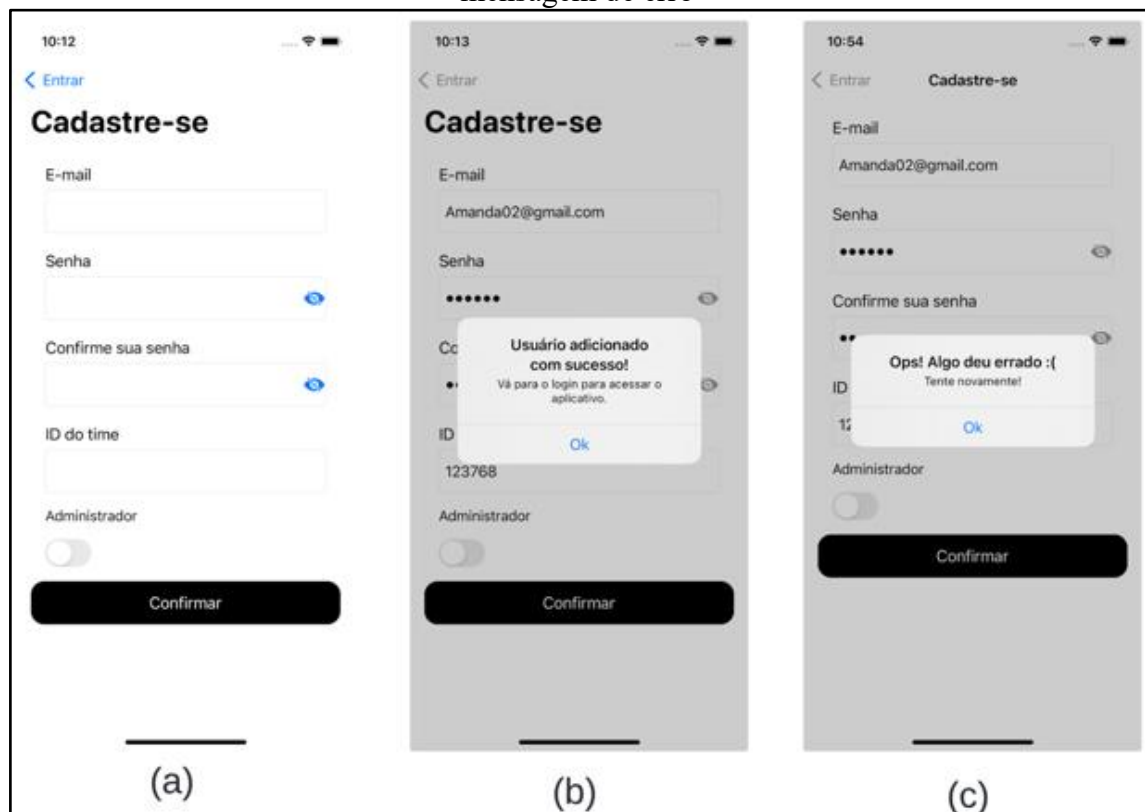 mensagem de erro
10:12
Entrar
Cadastre-se
E-mail
Senha
Confirme sua senha
ID do time
Administrador
Confirmar
(a)
10:13
Entrar
Cadastre-se
E-mail
Amanda02@gmail.com
Senha
••••••
Co
Usuário adicionado
com sucesso!
Vá para o login para acessar o
aplicativo.
Ok
ID
123768
Administrador
Confirmar
(b)
10:54
Entrar
Cadastre-se
E-mail
Amanda02@gmail.com
Senha
••••••
Confirme sua senha
••
Ops! Algo deu errado :(
Tente novamente!
Ok
ID
12
Administrador
Confirmar
(c)